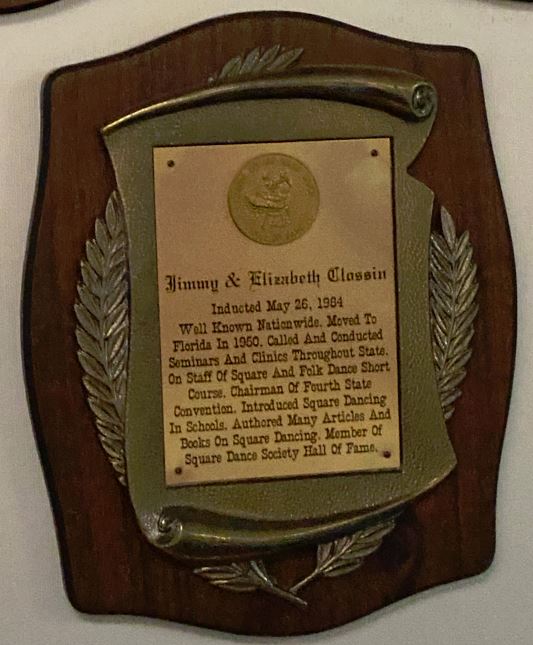 Jimmy & Elizabeth Clossin
Inducted May 26, 1984
Well Known Nationwide. Moved To
Florida In 1950. Called And Conducted
Seminars And Clinics Throughout State.
On Staff Of Square And Folk Dance Short
Course. Chairman Of Fourth State
Convention. Introduced Square Dancing
In Schools. Authored Many Articles And
Books On Square Dancing. Member Of
Square Dance Society Hall Of Fame.